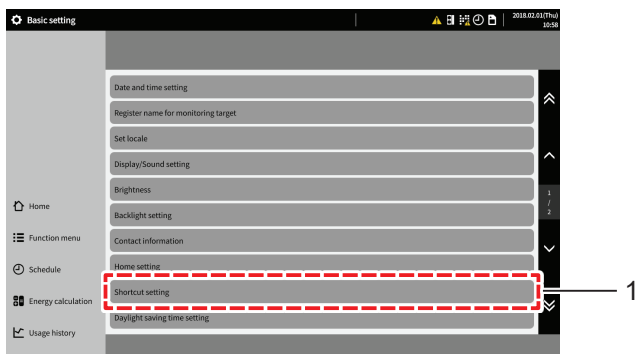 Basic setting
2018.02.01(Thu)
10:58
Date and time setting
Register name for monitoring target
Set locale
Display/Sound setting
Brightness
Backlight setting
Contact information
Home setting
Shortcut setting
Daylight saving time setting
Home
Function menu
Schedule
Energy calculation
Usage history
1
/
2
1